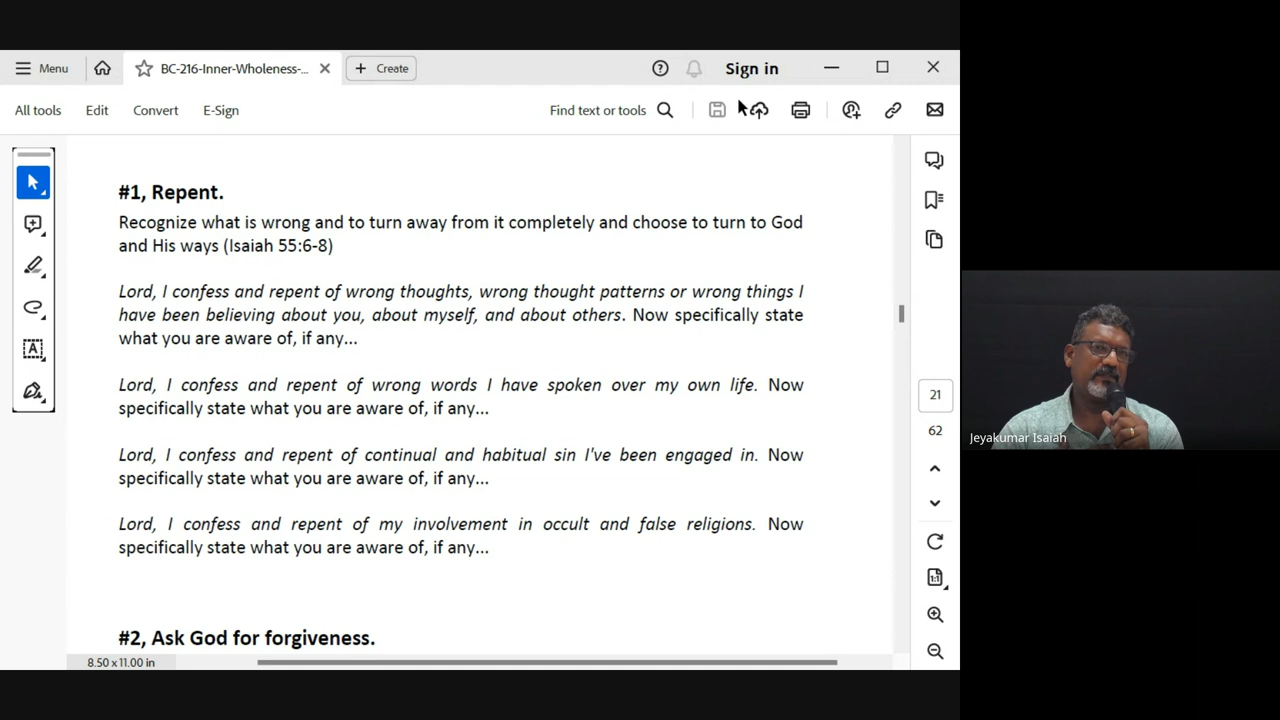 Menu
BC-216-Inner-Wholeness-...
Create
Sign in
All tools
Edit
Convert
E-Sign
Find text or tools
#1, Repent.
Recognize what is wrong and to turn away from it completely and choose to turn to God
and His ways (Isaiah 55:6-8)
Lord, I confess and repent of wrong thoughts, wrong thought patterns or wrong things I
have been believing about you, about myself, and about others. Now specifically state
what you are aware of, if any...
Lord, I confess and repent of wrong words I have spoken over my own life. Now
specifically state what you are aware of, if any...
Lord, I confess and repent of continual and habitual sin I've been engaged in. Now
specifically state what you are aware of, if any...
Lord, I confess and repent of my involvement in occult and false religions. Now
specifically state what you are aware of, if any...
#2, Ask God for forgiveness.
8.50 x 11.00 in
21
62
1:1
Jeyakumar Isaiah